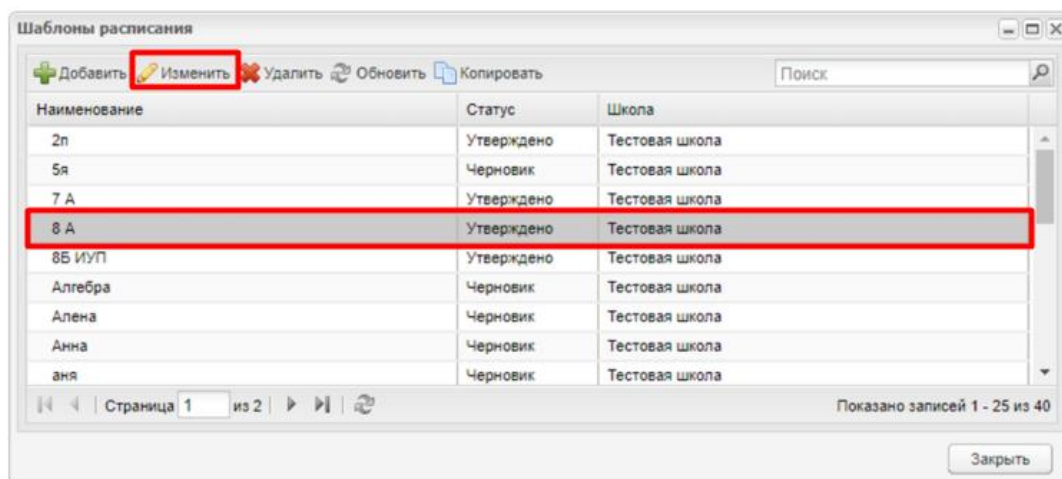 Шаблоны расписания
Добавить Изменить Удалить Обновить Копировать Поиск
Наименование Статус Школа
2п Утверждено Тестовая школа
5я Черновик Тестовая школа
7 А Утверждено Тестовая школа
8 А Утверждено Тестовая школа
8Б ИУП Утверждено Тестовая школа
Алгебра Черновик Тестовая школа
Алена Черновик Тестовая школа
Анна Черновик Тестовая школа
аня Черновик Тестовая школа
Страница 1 из 2 Показано записей 1 - 25 из 40
Закрыть